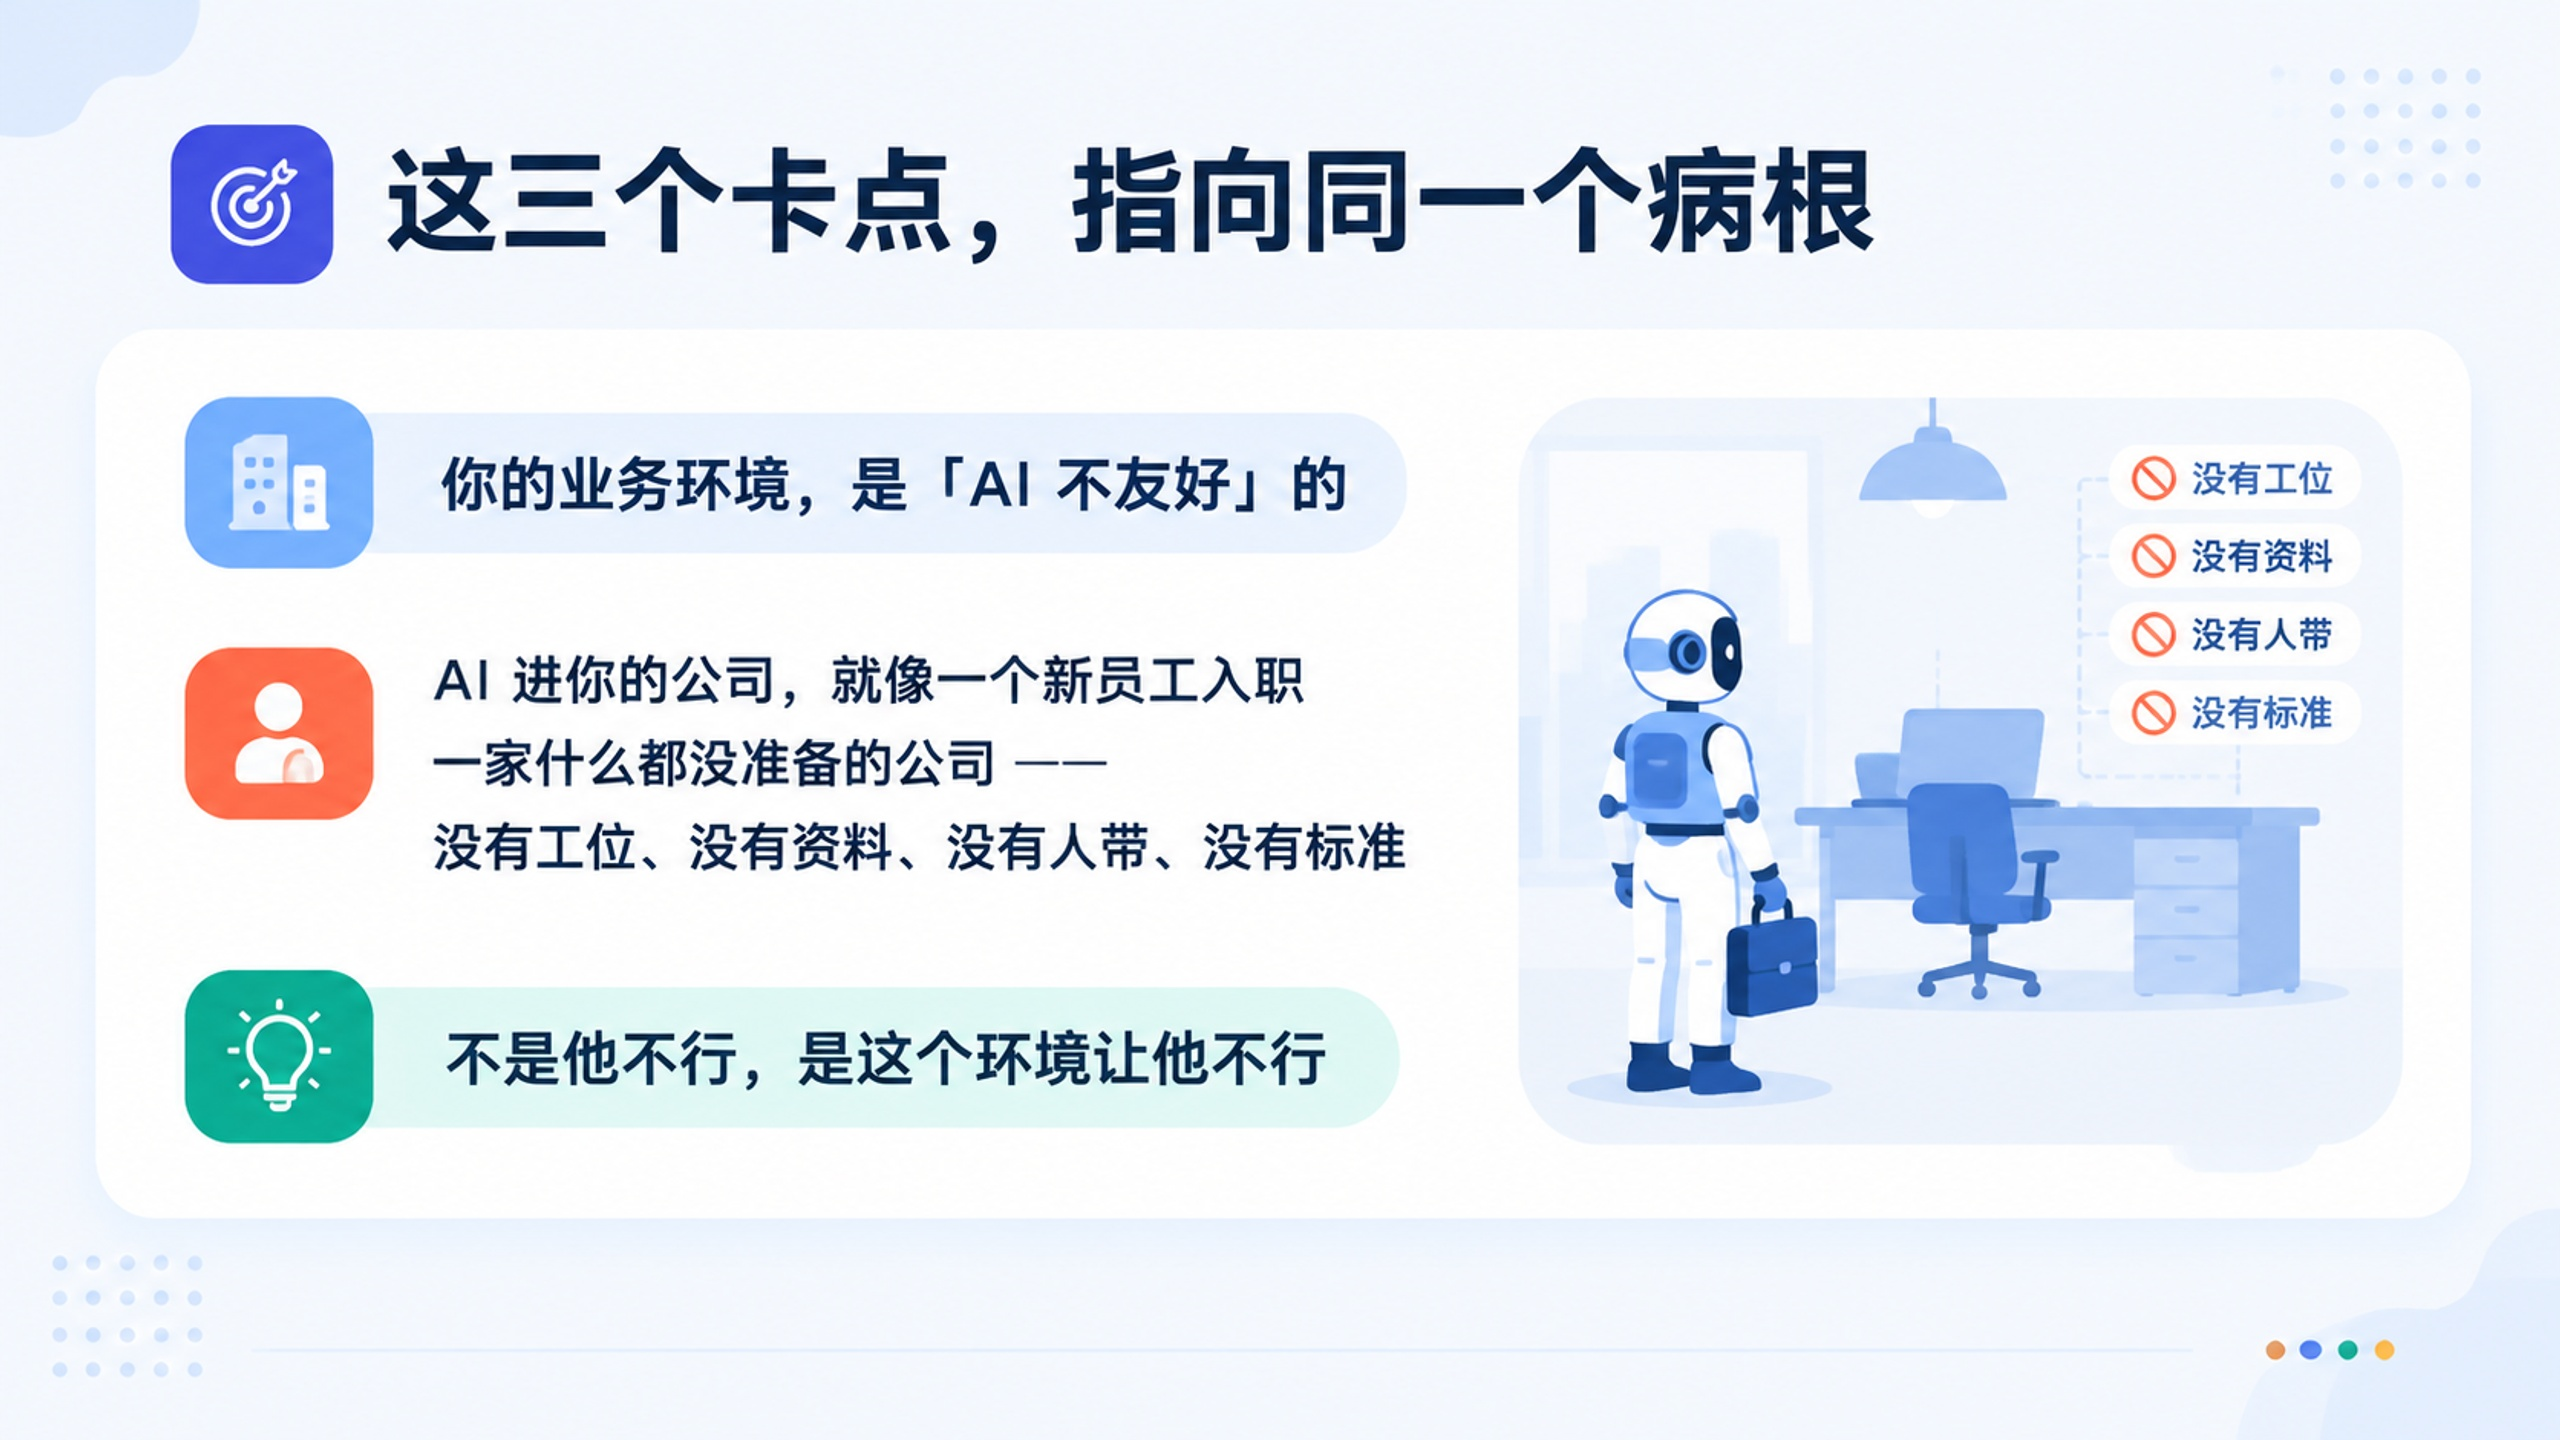 这三个卡点，指向同一个病根
你的业务环境，是「AI 不友好」的
AI 进你的公司，就像一个新员工入职
一家什么都没准备的公司 ——
没有工位、没有资料、没有人带、没有标准
不是他不行，是这个环境让他不行
没有工位
没有资料
没有人带
没有标准